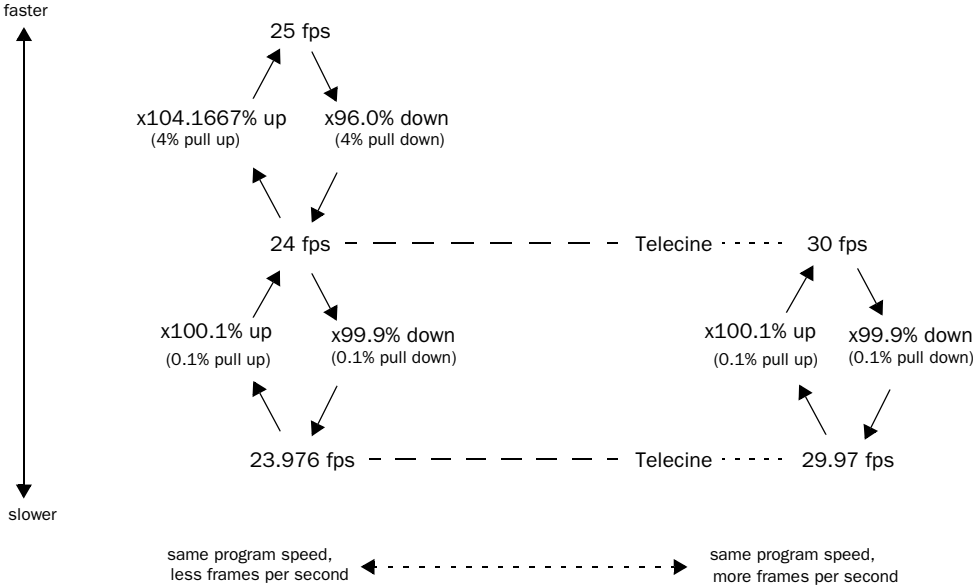 faster
25 fps
x104.1667% up
(4% pull up)
x96.0% down
(4% pull down)
24 fps
Telecine
30 fps
x100.1% up
(0.1% pull up)
x99.9% down
(0.1% pull down)
x100.1% up
(0.1% pull up)
x99.9% down
(0.1% pull down)
23.976 fps
Telecine
29.97 fps
slower
same program speed,
less frames per second
same program speed,
more frames per second